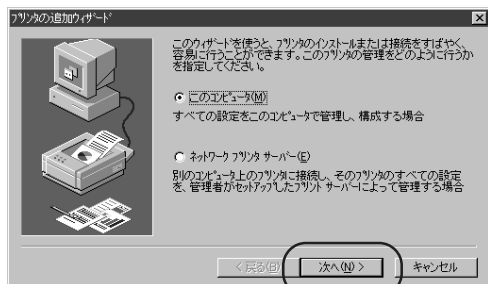 ﾌﾟﾘﾝﾀの追加ｳｨｻﾞｰﾄﾞ
このｳｨｻﾞｰﾄﾞを使うと、ﾌﾟﾘﾝﾀのｲﾝｽﾄｰﾙまたは接続をすばやく、
容易に行うことができます。このﾌﾟﾘﾝﾀの管理をどのように行うか
を指定してください。
このｺﾝﾋﾟｭｰﾀ(M)
すべての設定をこのｺﾝﾋﾟｭｰﾀで管理し、構成する場合
ﾈｯﾄﾜｰｸ ﾌﾟﾘﾝﾀ ｻｰﾊﾞｰ(E)
別のｺﾝﾋﾟｭｰﾀ上のﾌﾟﾘﾝﾀに接続し、そのﾌﾟﾘﾝﾀのすべての設定
を、管理者がｾｯﾄｱｯﾌﾟしたﾌﾟﾘﾝﾄ ｻｰﾊﾞｰによって管理する場合
< 戻る(B)
次へ(N) >
キャンセル